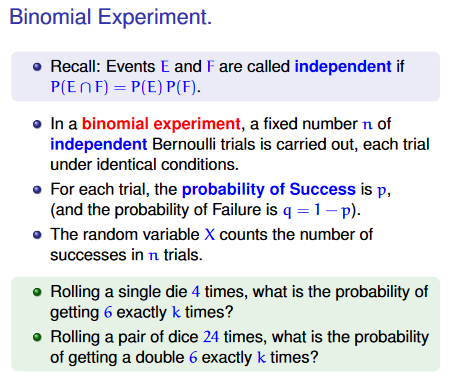 Binomial Experiment.
Recall: Events E and F are called independent if
P(E ∩ F) = P(E) P(F).
In a binomial experiment, a fixed number n of
independent Bernoulli trials is carried out, each trial
under identical conditions.
For each trial, the probability of Success is p,
(and the probability of Failure is q = 1 − p).
The random variable X counts the number of
successes in n trials.
Rolling a single die 4 times, what is the probability of
getting 6 exactly k times?
Rolling a pair of dice 24 times, what is the probability
of getting a double 6 exactly k times?